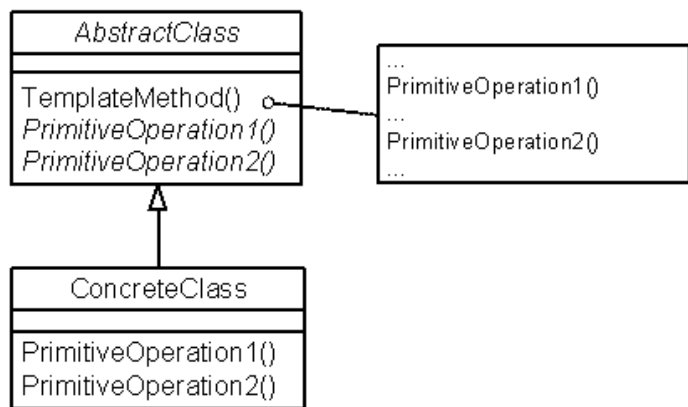 AbstractClass
TemplateMethod()
PrimitiveOperation1()
PrimitiveOperation2()
...
PrimitiveOperation1()
...
PrimitiveOperation2()
...
ConcreteClass
PrimitiveOperation1()
PrimitiveOperation2()